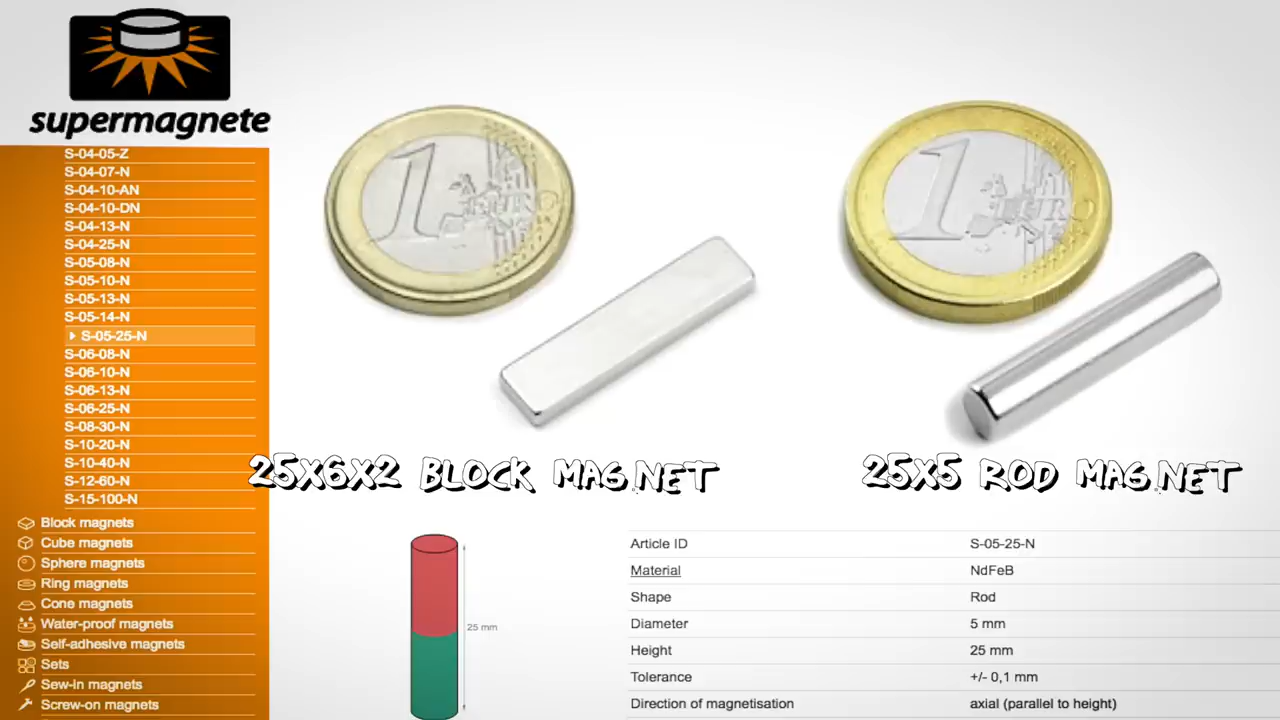 supermagnete
S-04-05-Z
S-04-07-N
S-04-10-AN
S-04-10-DN
S-04-13-N
S-04-25-N
S-05-08-N
S-05-10-N
S-05-13-N
S-05-14-N
S-05-25-N
S-06-08-N
S-06-10-N
S-06-13-N
S-06-25-N
S-08-30-N
S-10-20-N
S-10-40-N
S-12-60-N
S-15-100-N
Block magnets
Cube magnets
Sphere magnets
Ring magnets
Cone magnets
Water-proof magnets
Self-adhesive magnets
Sets
Sew-in magnets
Screw-on magnets
1 EURO
1 EURO
25X6X2 BLOCK MAGNET
25X5 ROD MAGNET
25 mm
Article ID S-05-25-N
Material NdFeB
Shape Rod
Diameter 5 mm
Height 25 mm
Tolerance +/- 0,1 mm
Direction of magnetisation axial (parallel to height)